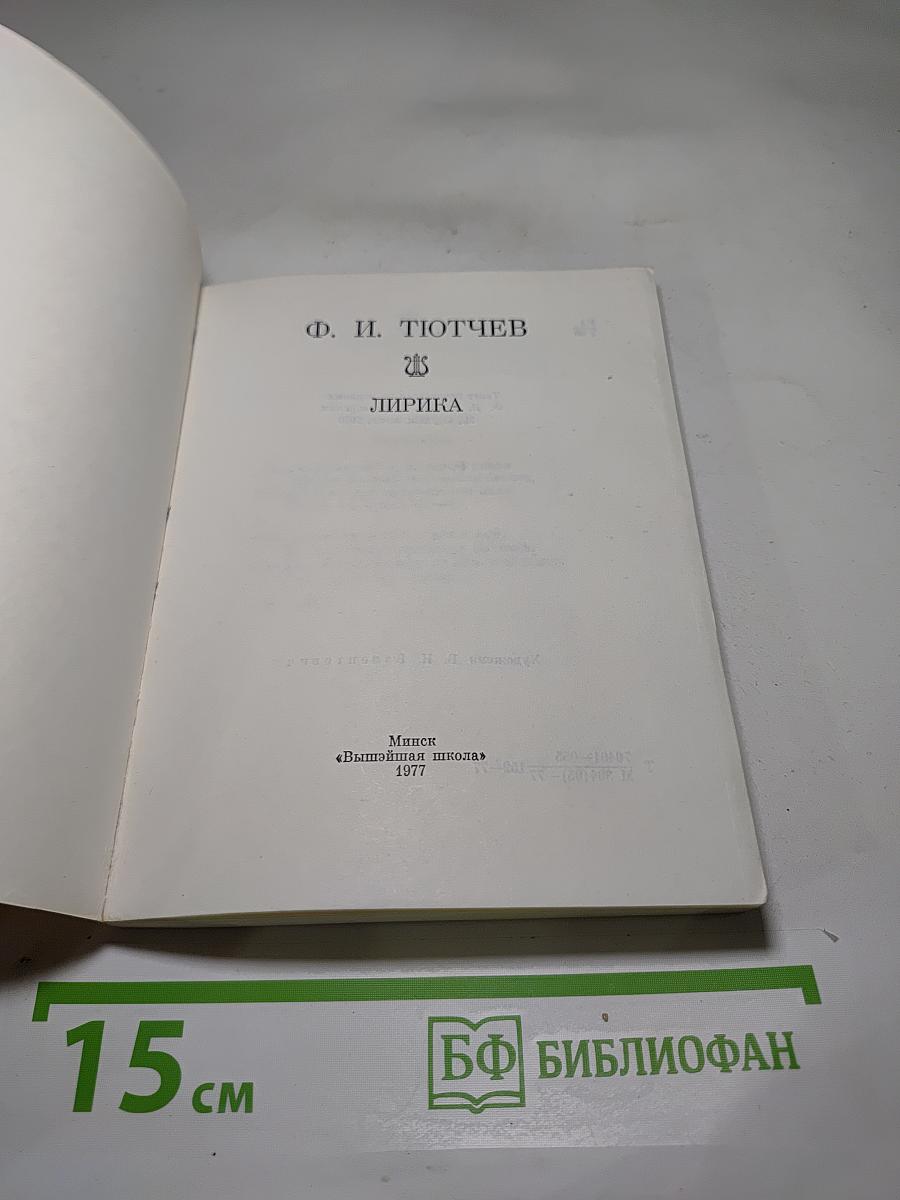 Ф. И. ТЮТЧЕВ
ЛИРИКА
Минск
«Вышэйшая школа»
1977
15 см
БФ БИБЛИОФАН